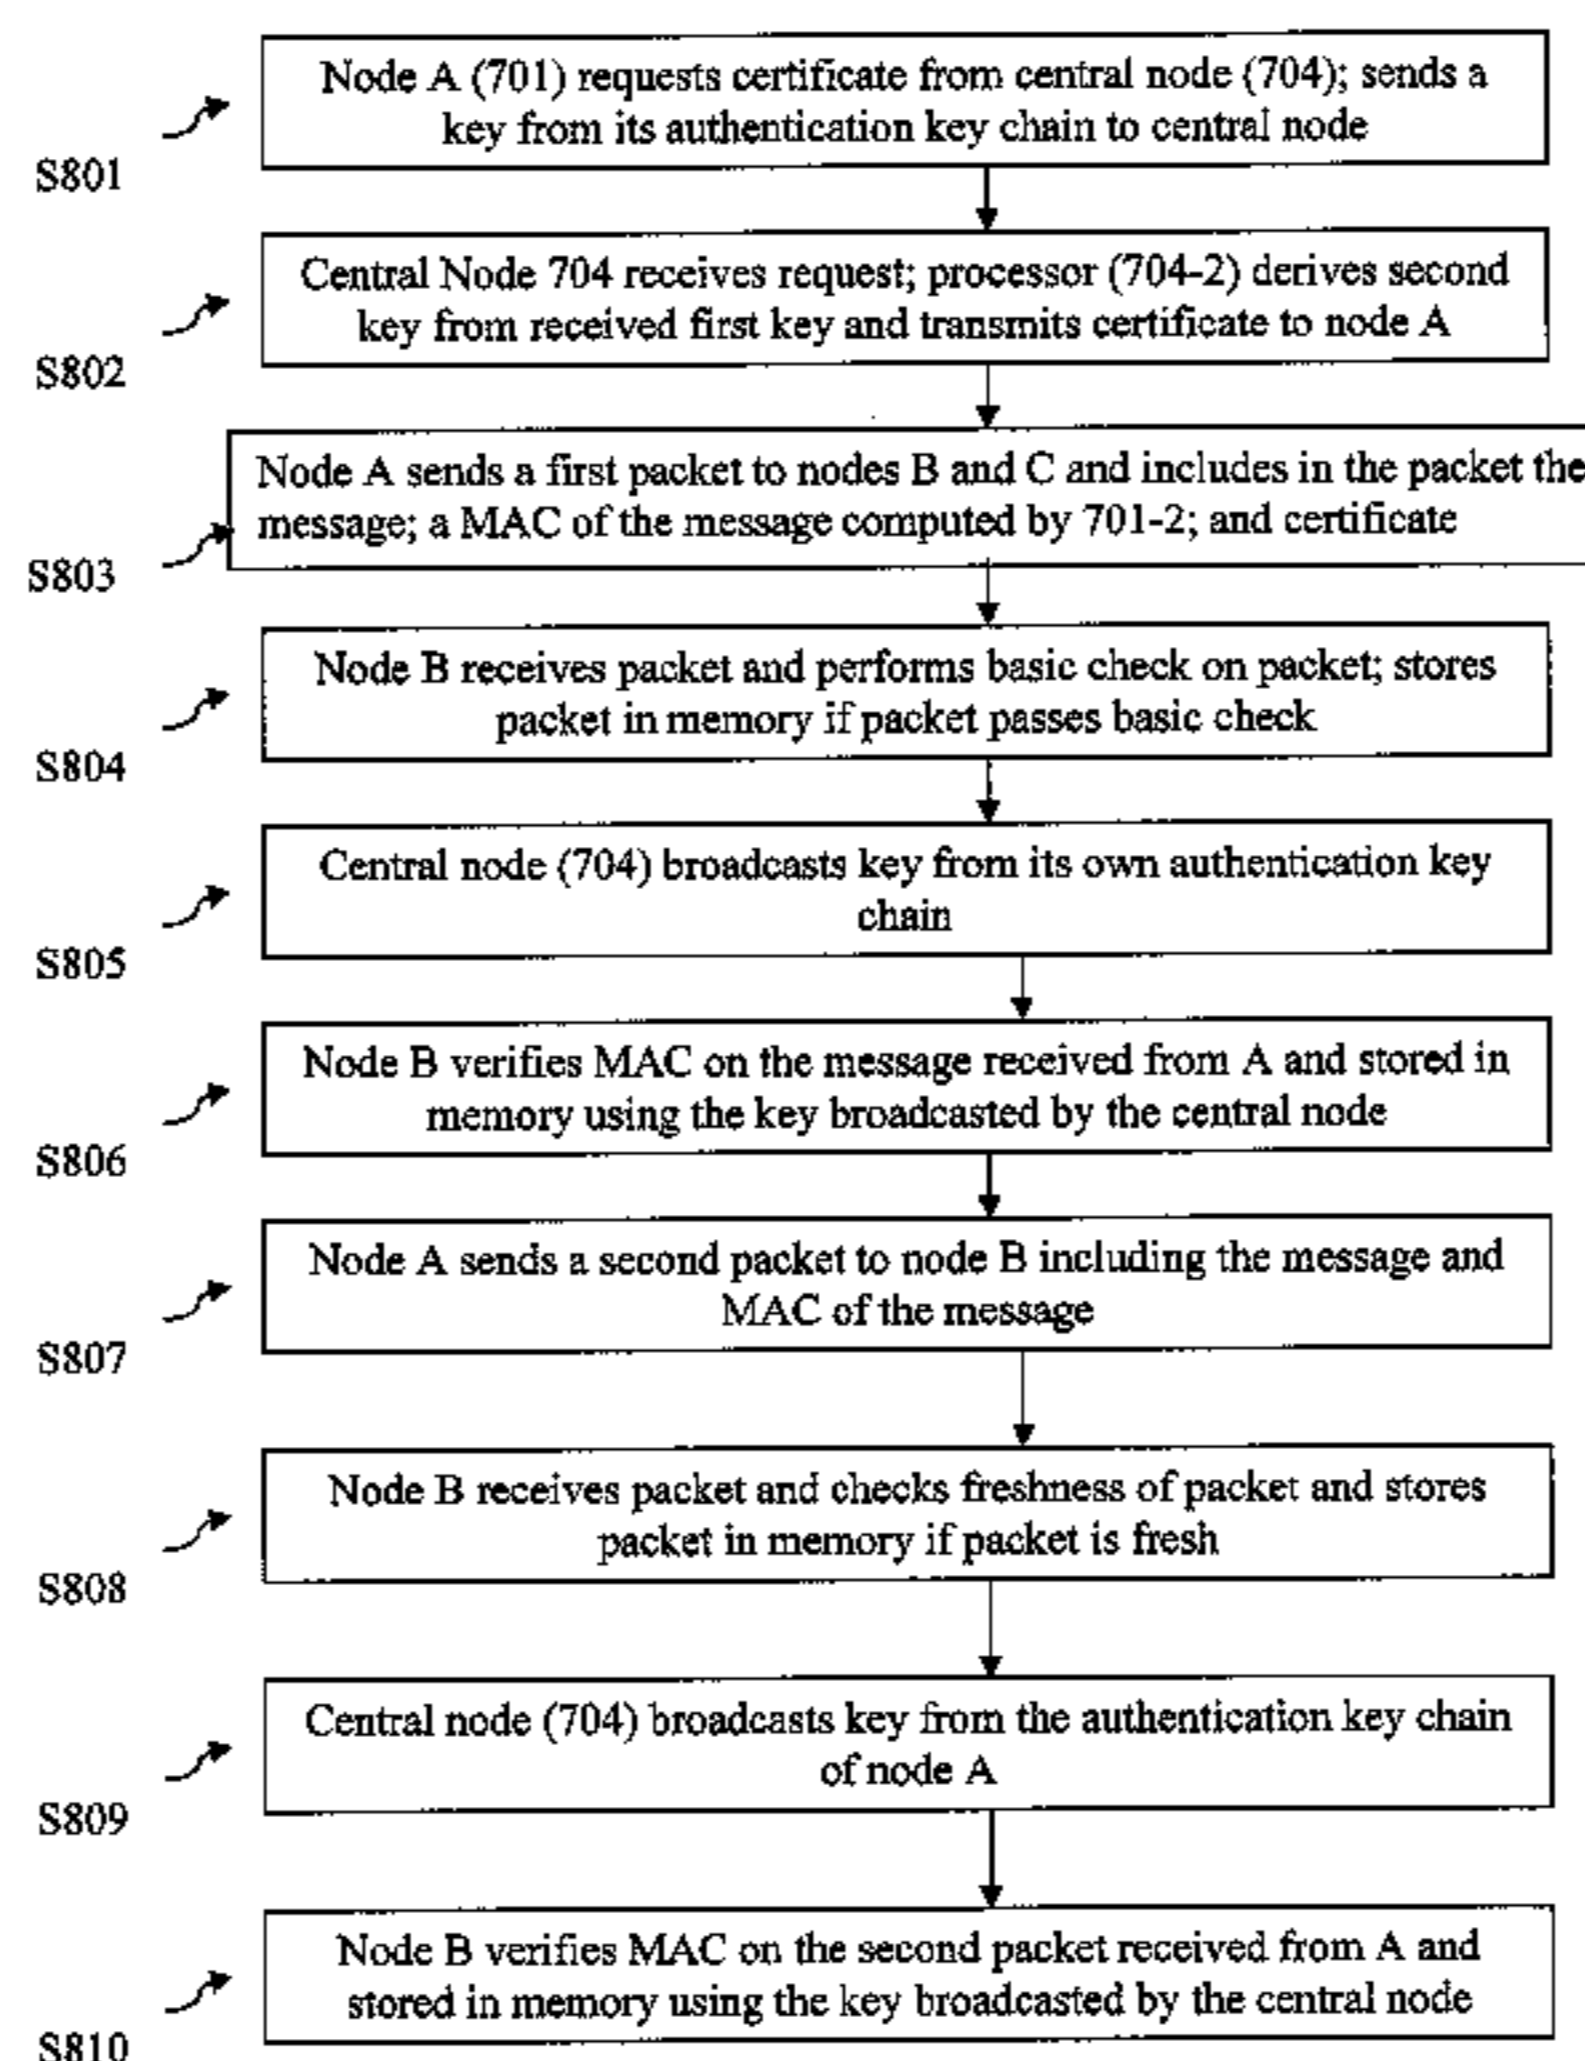 Node A (701) requests certificate from central node (704); sends a
key from its authentication key chain to central node
S801
Central Node 704 receives request; processor (704-2) derives second
key from received first key and transmits certificate to node A
S802
Node A sends a first packet to nodes B and C and includes in the packet the
message; a MAC of the message computed by 701-2; and certificate
S803
Node B receives packet and performs basic check on packet; stores
packet in memory if packet passes basic check
S804
Central node (704) broadcasts key from its own authentication key
chain
S805
Node B verifies MAC on the message received from A and stored in
memory using the key broadcasted by the central node
S806
Node A sends a second packet to node B including the message and
MAC of the message
S807
Node B receives packet and checks freshness of packet and stores
packet in memory if packet is fresh
S808
Central node (704) broadcasts key from the authentication key chain
of node A
S809
Node B verifies MAC on the second packet received from A and
stored in memory using the key broadcasted by the central node
S810